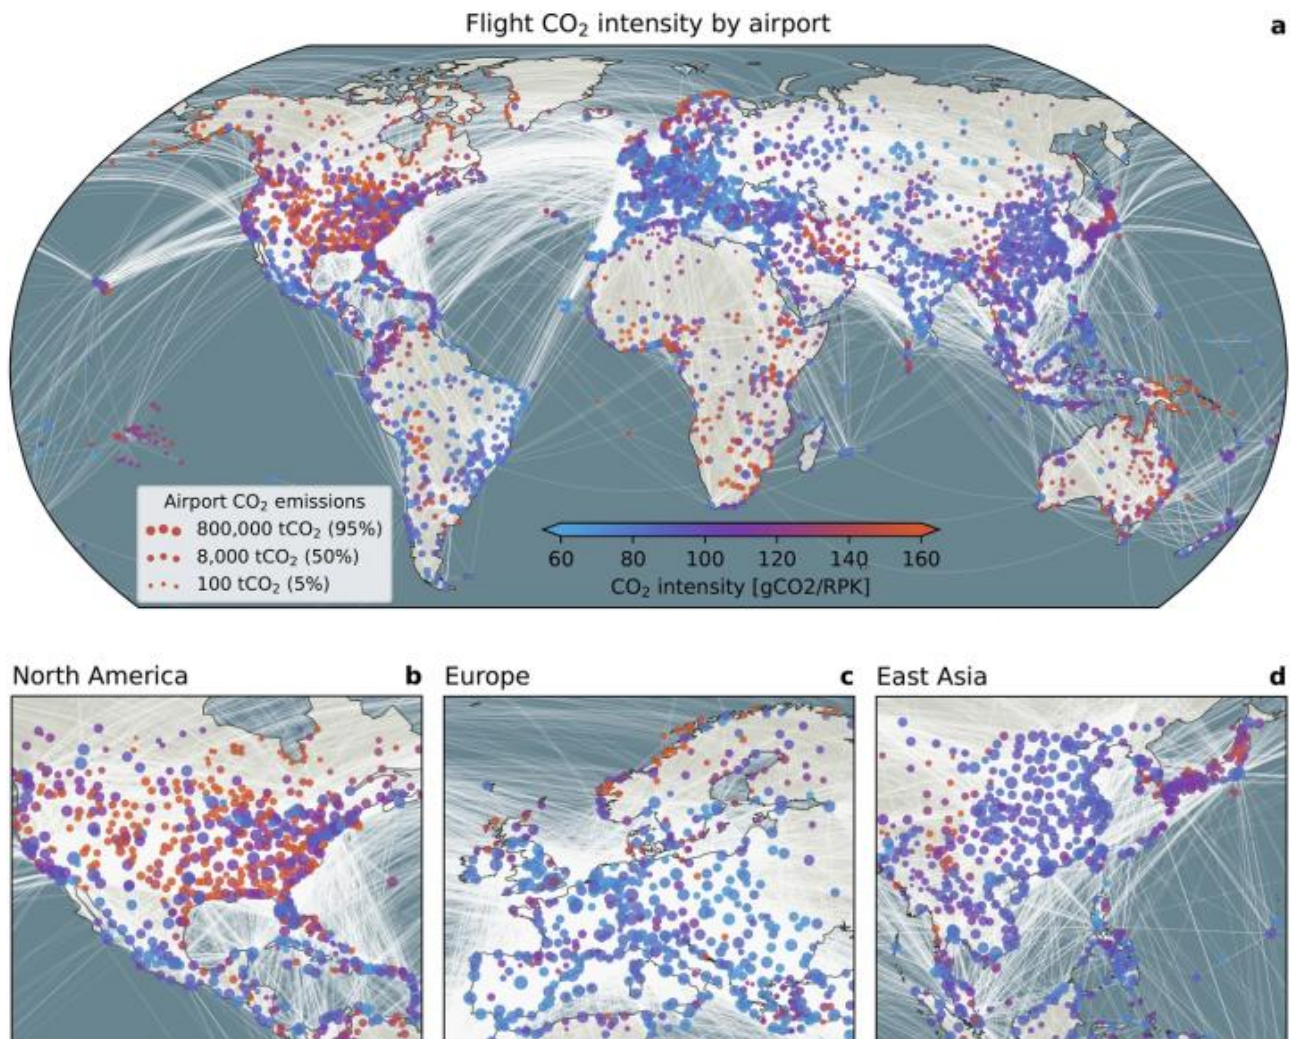 Flight CO₂ intensity by airport
a
Airport CO₂ emissions
800,000 tCO₂ (95%)
8,000 tCO₂ (50%)
100 tCO₂ (5%)
60 80 100 120 140 160
CO₂ intensity [gCO2/RPK]
North America b
Europe c
East Asia d